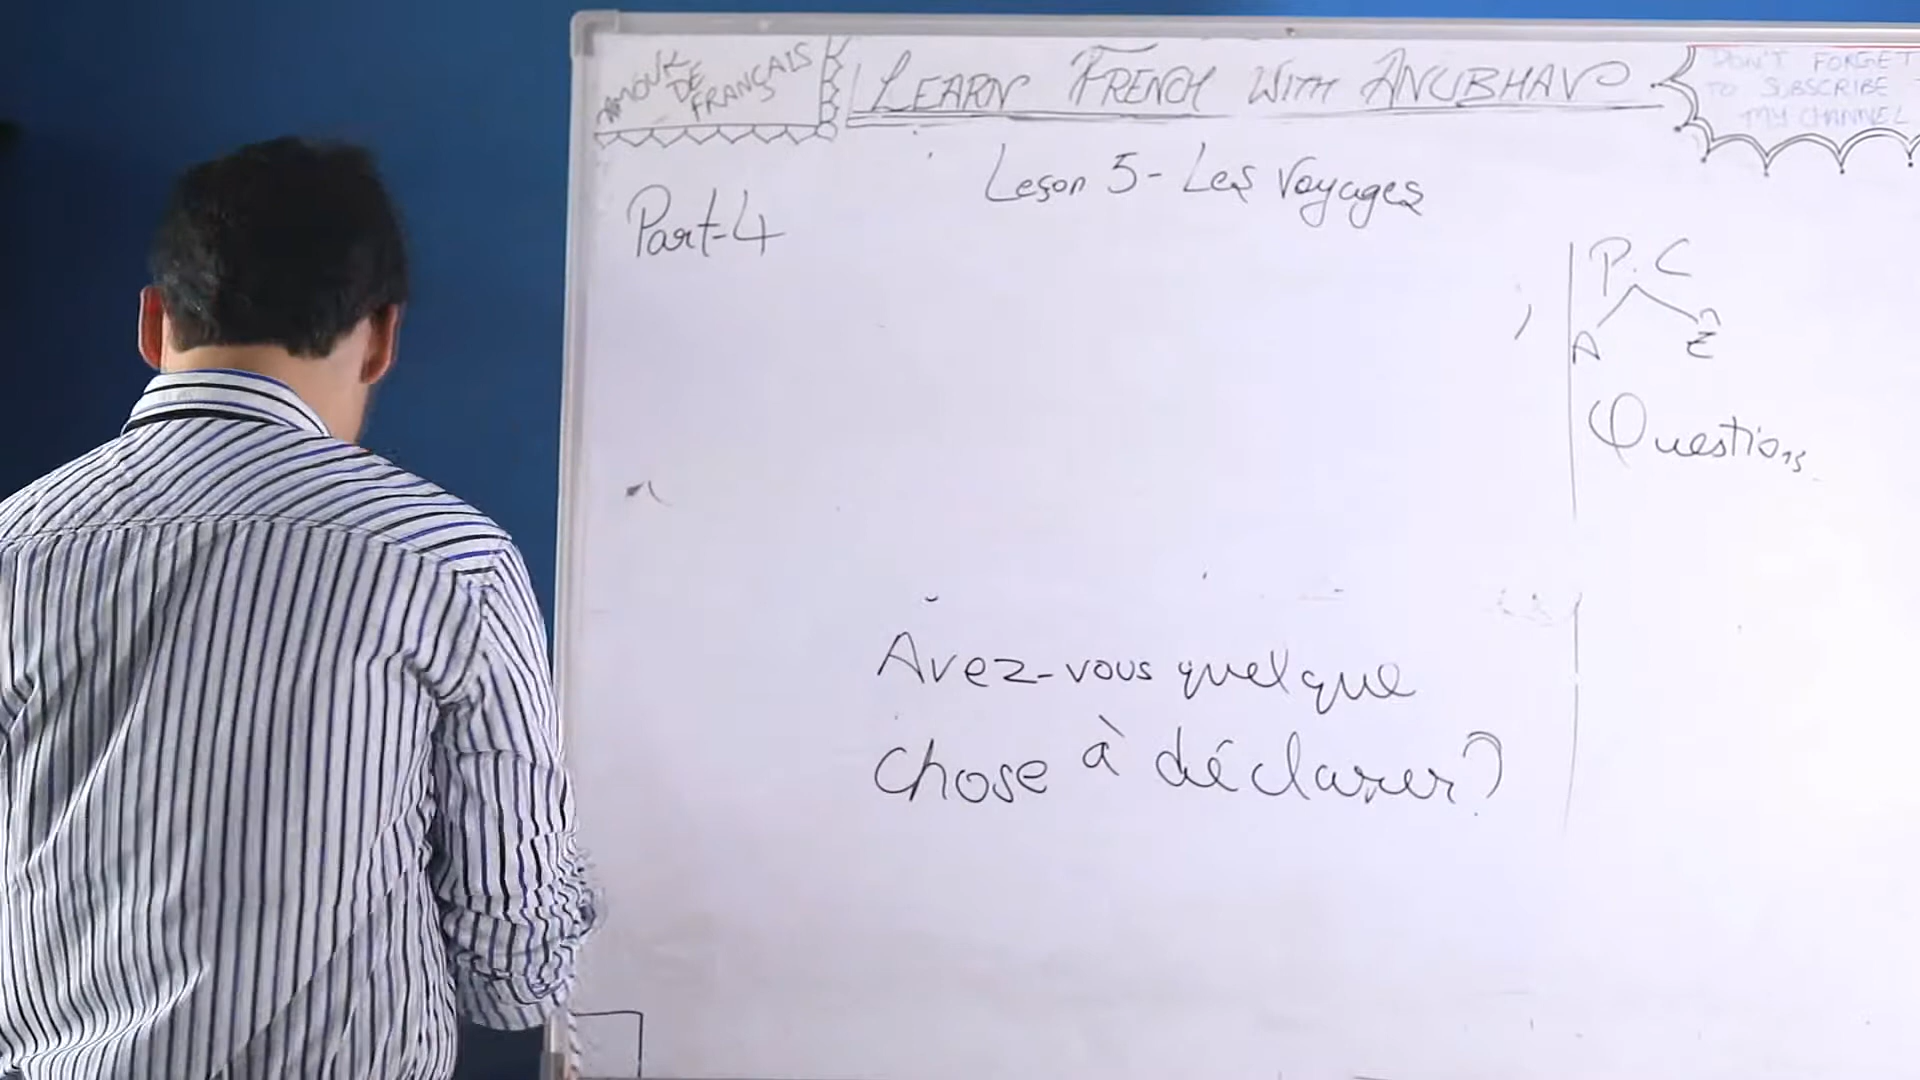 AMOUR
DE
FRANÇAIS
LEARN FRENCH WITH ANUBHAV
DON'T FORGET
TO SUBSCRIBE
MY CHANNEL
Leson 5 - Les Voyages
Part-4
P.C
A Ê
Questions
Avez-vous quelque
chose à déclarer?